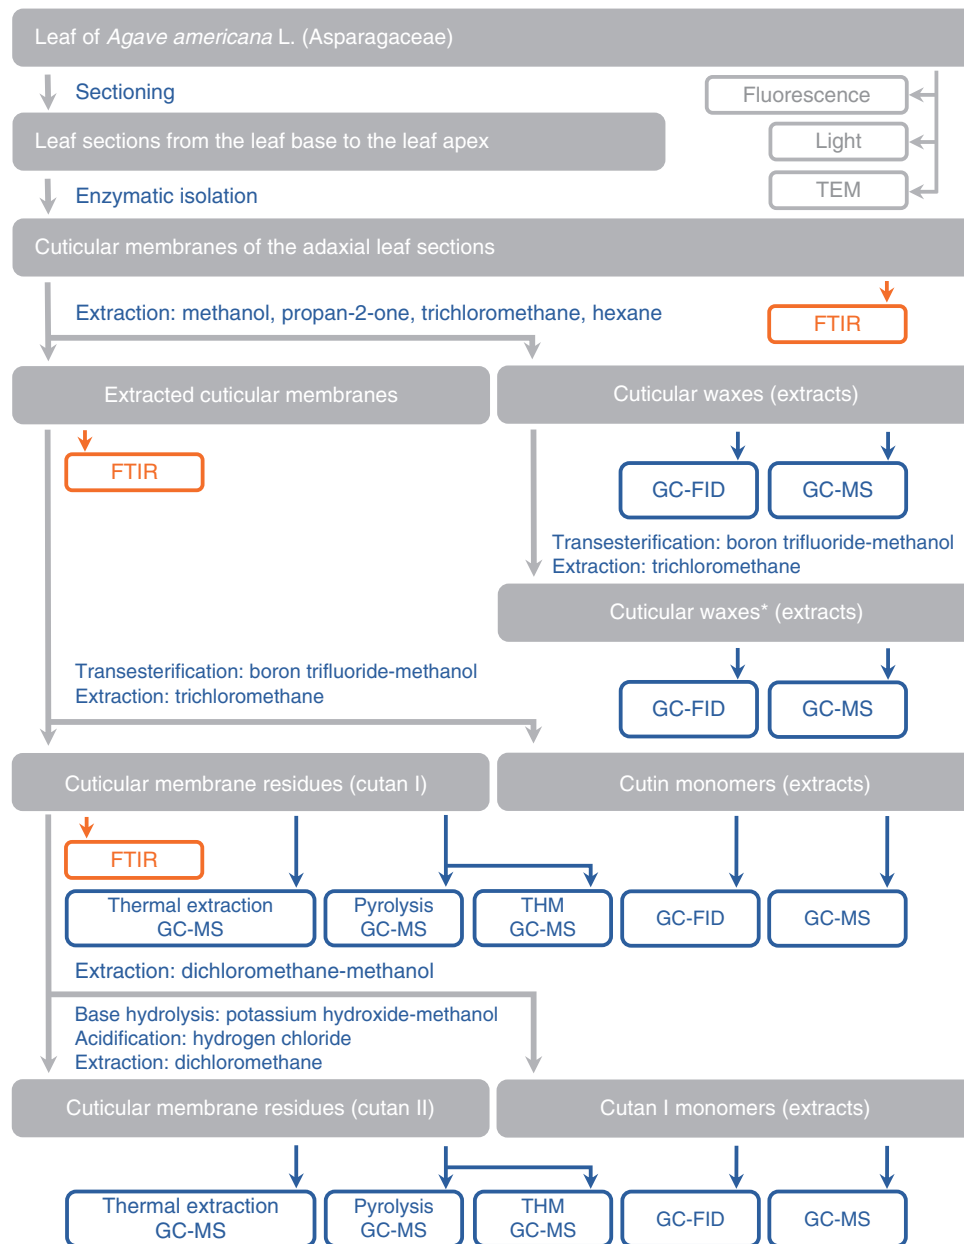 Leaf of Agave americana L. (Asparagaceae)
Sectioning
Fluorescence
Leaf sections from the leaf base to the leaf apex
Light
TEM
Enzymatic isolation
Cuticular membranes of the adaxial leaf sections
Extraction: methanol, propan-2-one, trichloromethane, hexane
FTIR
Extracted cuticular membranes
Cuticular waxes (extracts)
FTIR
GC-FID
GC-MS
Transesterification: boron trifluoride-methanol
Extraction: trichloromethane
Cuticular waxes* (extracts)
Transesterification: boron trifluoride-methanol
Extraction: trichloromethane
GC-FID
GC-MS
Cuticular membrane residues (cutan I)
Cutin monomers (extracts)
FTIR
Thermal extraction
GC-MS
Pyrolysis
GC-MS
THM
GC-MS
GC-FID
GC-MS
Extraction: dichloromethane-methanol
Base hydrolysis: potassium hydroxide-methanol
Acidification: hydrogen chloride
Extraction: dichloromethane
Cuticular membrane residues (cutan II)
Cutan I monomers (extracts)
Thermal extraction
GC-MS
Pyrolysis
GC-MS
THM
GC-MS
GC-FID
GC-MS